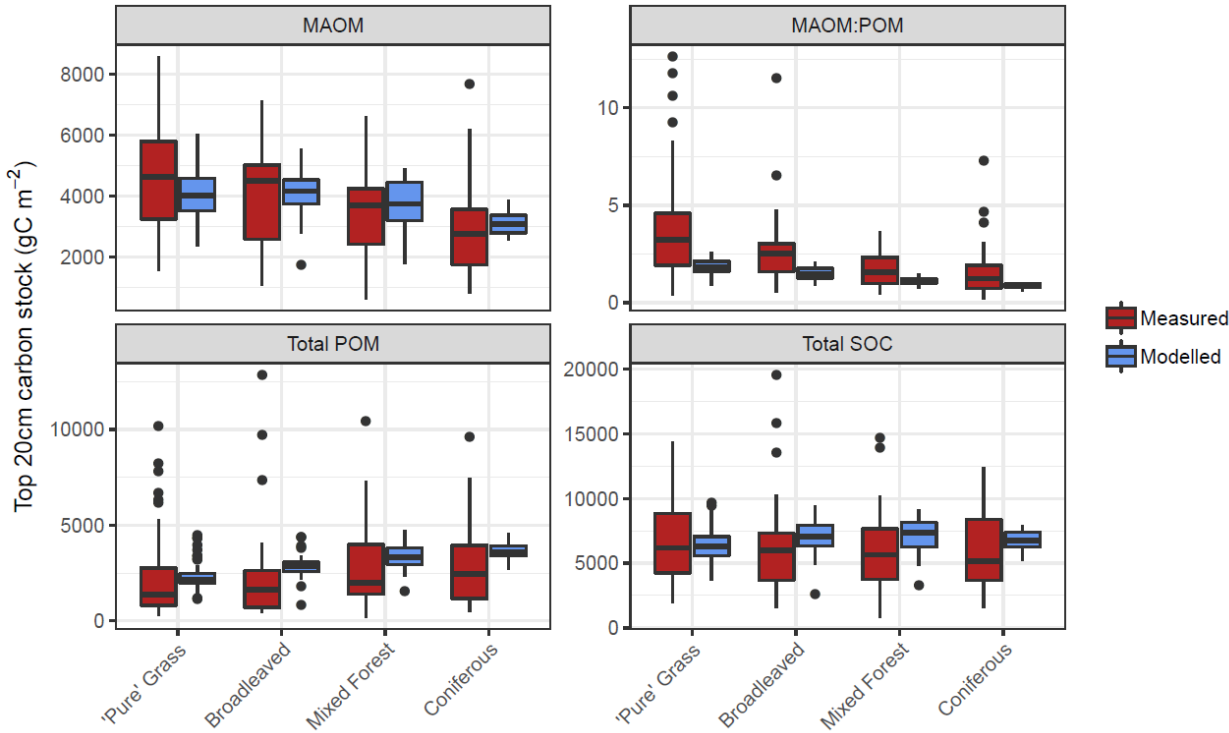 MAOM
MAOM:POM
8000
6000
4000
2000
10
5
0
Top 20cm carbon stock (gC m⁻²)
Total POM
Total SOC
10000
5000
0
20000
15000
10000
5000
0
'Pure' Grass
Broadleaved
Mixed Forest
Coniferous
'Pure' Grass
Broadleaved
Mixed Forest
Coniferous
Measured
Modelled